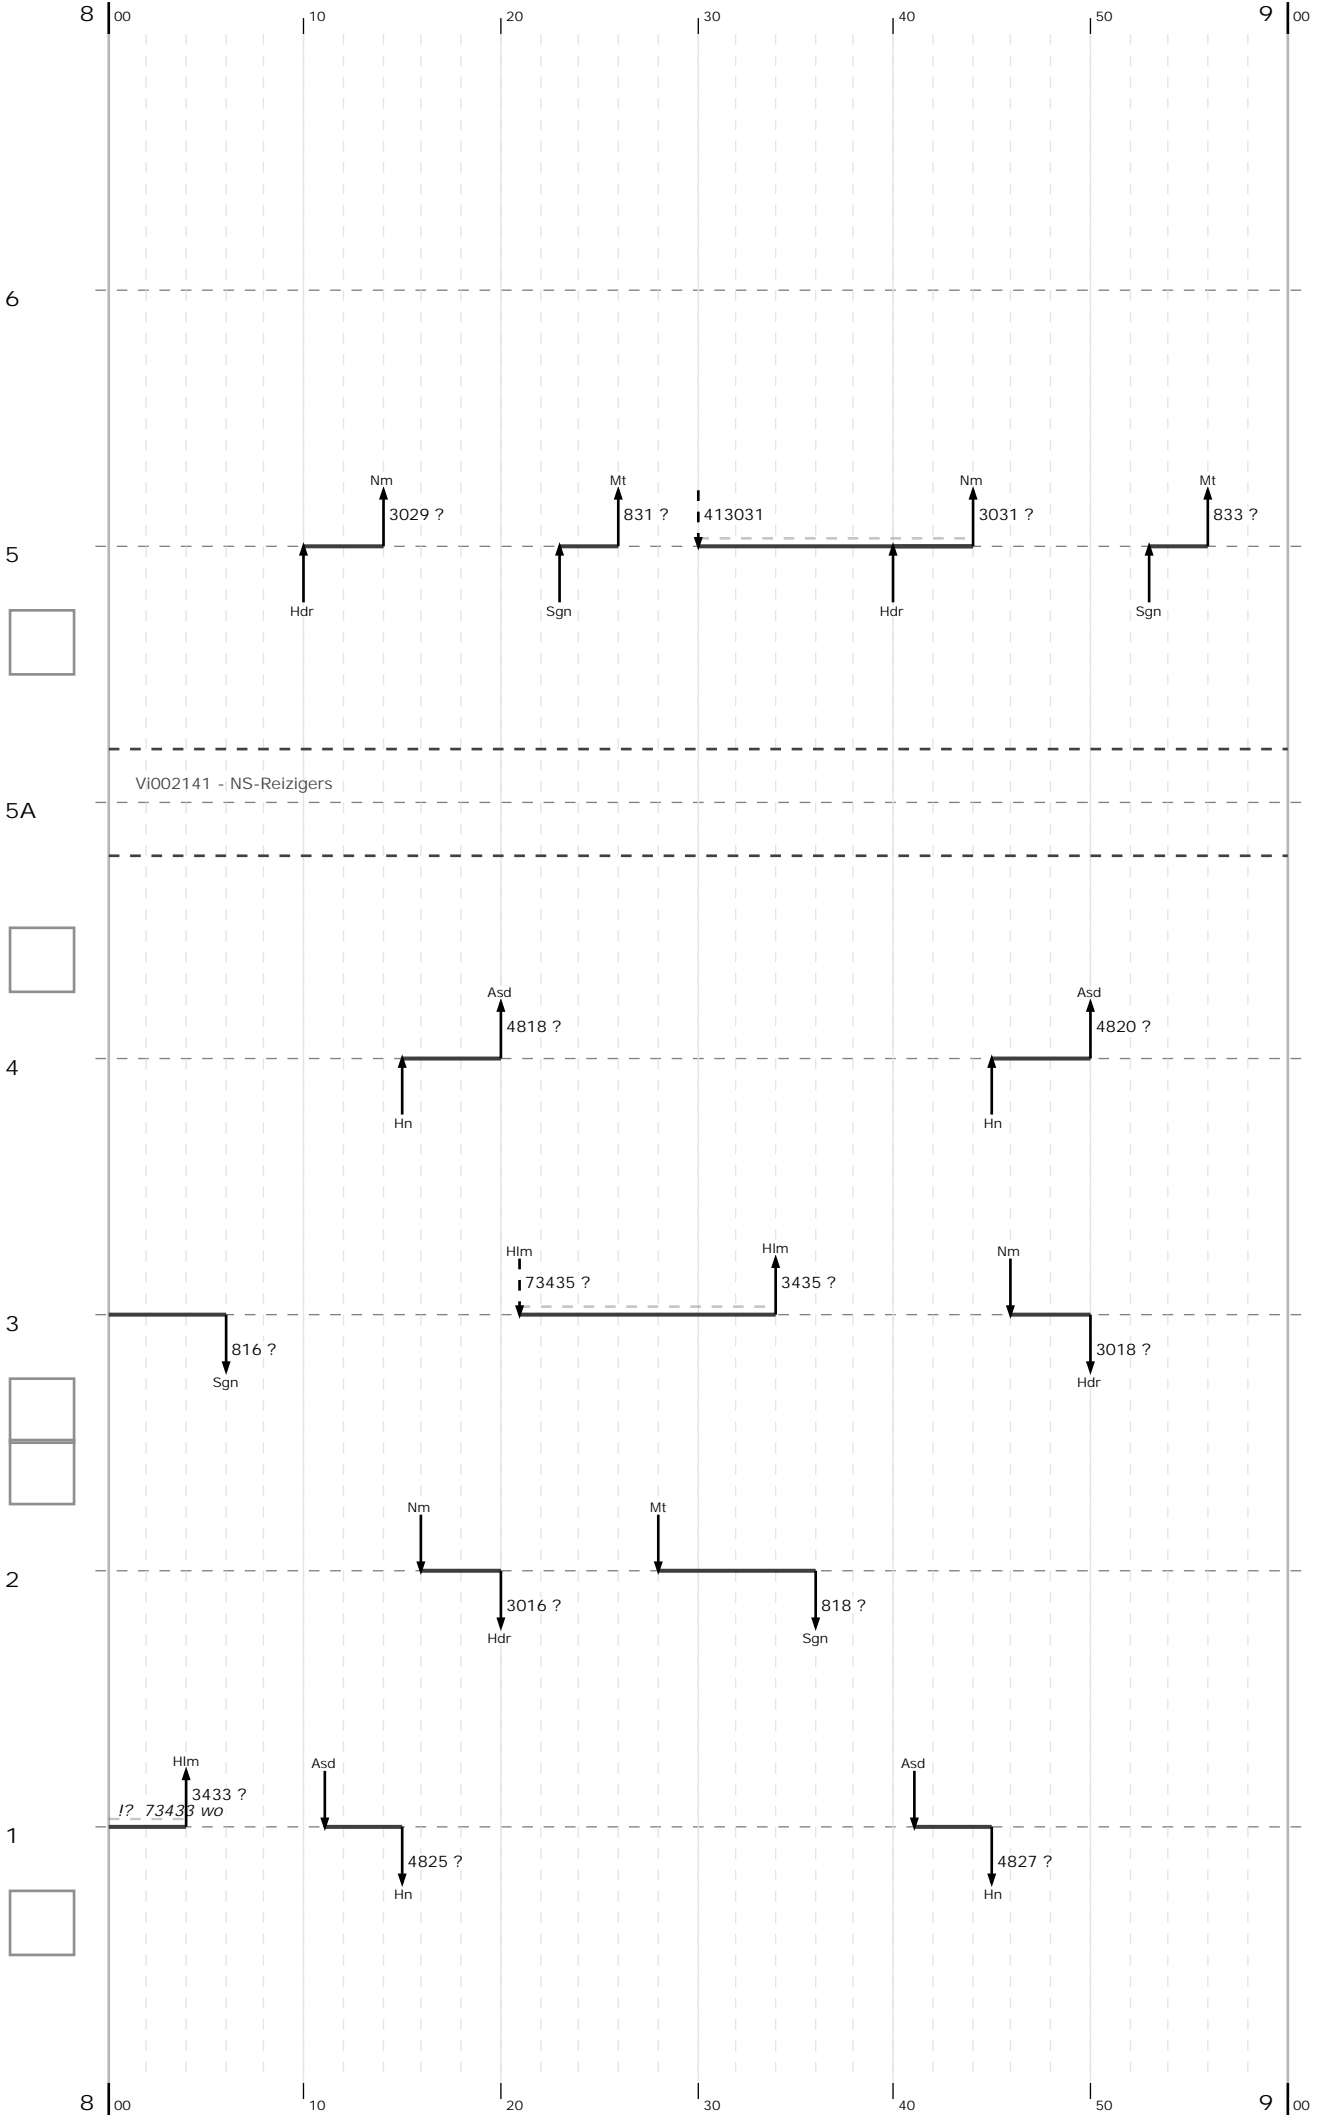 8 00 10 20 30 40 50 9 00
6
Nm Mt Nm Mt
3029 ? 831 ? 413031 3031 ? 833 ?
5
Hdr Sgn Hdr Sgn
Vi002141 - NS-Reizigers
5A
Asd Asd
4818 ? 4820 ?
4
Hn Hn
Hlm Hlm Nm
73435 ? 3435 ?
3
816 ? 3018 ?
Sgn Hdr
Nm Mt
2
3016 ? 818 ?
Hdr Sgn
Hlm Asd Asd
3433 ?
!? 73433 wo
1
4825 ? 4827 ?
Hn Hn
8 00 10 20 30 40 50 9 00